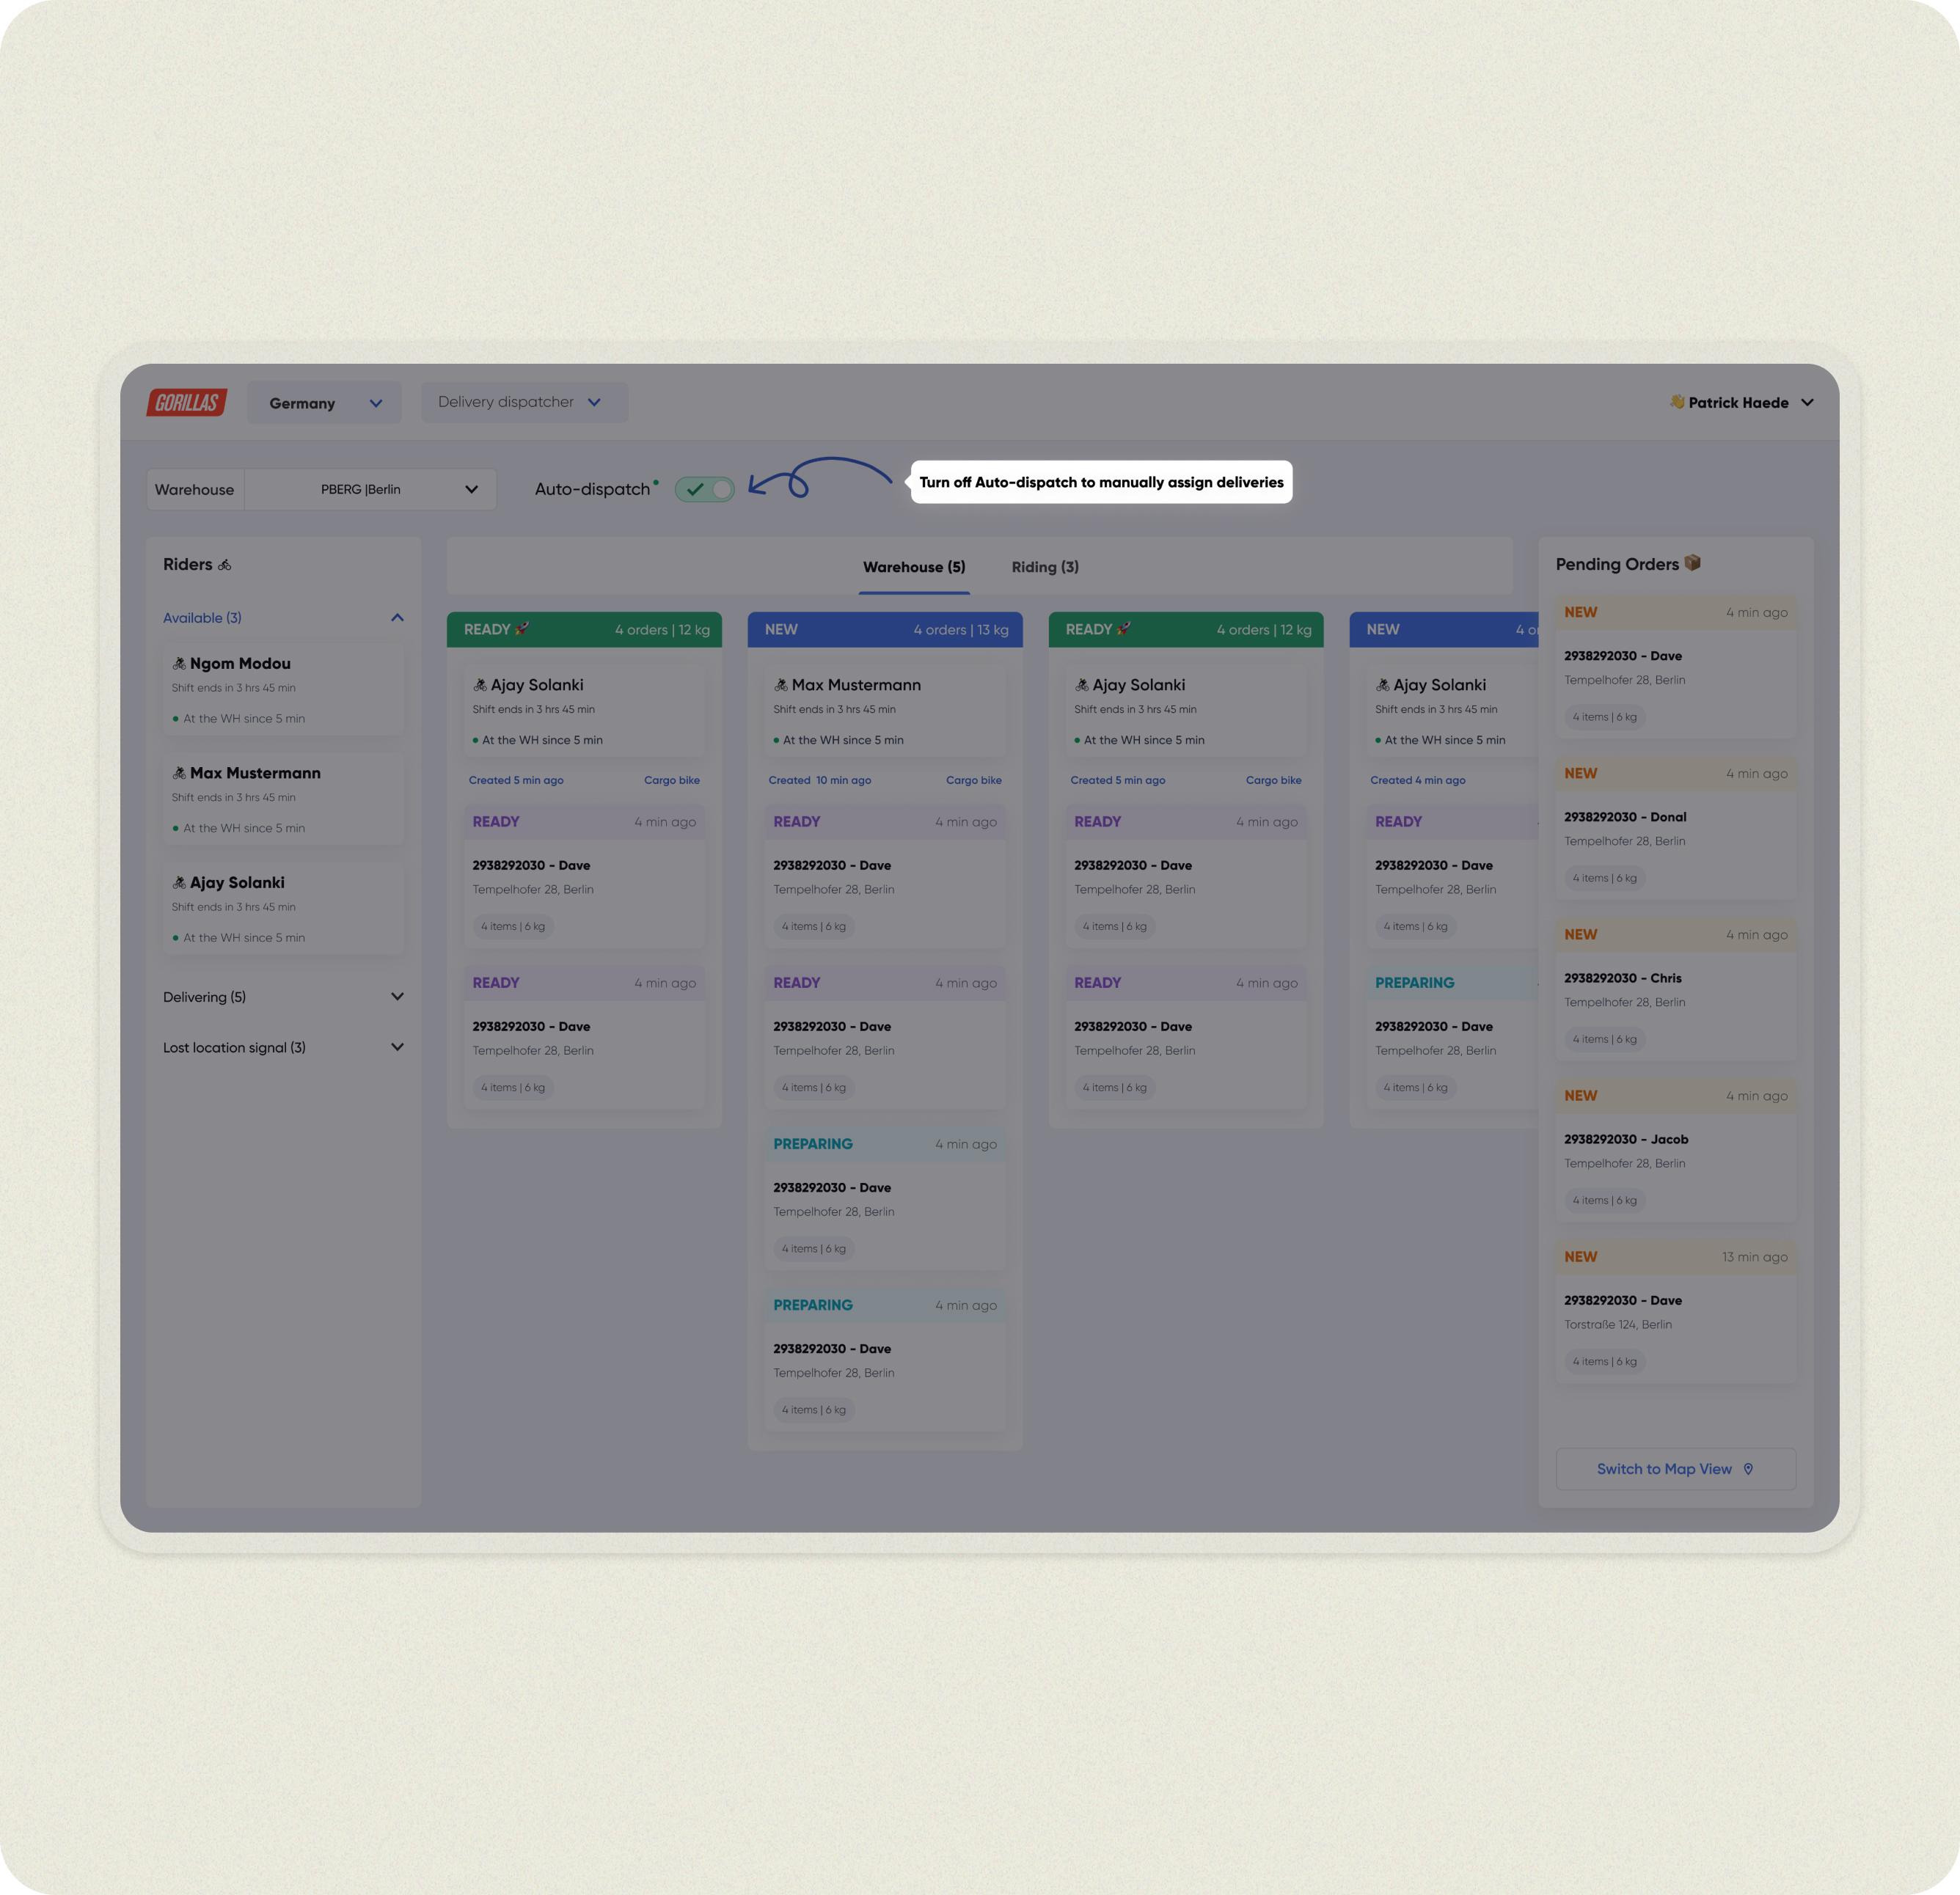 GORILLAS
Germany
Delivery dispatcher
Patrick Haede
Warehouse
PBERG |Berlin
Auto-dispatch
Turn off Auto-dispatch to manually assign deliveries
Riders
Available (3)
Ngom Modou
Shift ends in 3 hrs 45 min
At the WH since 5 min
Max Mustermann
Shift ends in 3 hrs 45 min
At the WH since 5 min
Ajay Solanki
Shift ends in 3 hrs 45 min
At the WH since 5 min
Delivering (5)
Lost location signal (3)
Warehouse (5)
Riding (3)
READY 4 orders | 12 kg
Ajay Solanki
Shift ends in 3 hrs 45 min
At the WH since 5 min
Created 5 min ago Cargo bike
READY 4 min ago
2938292030 - Dave
Tempelhofer 28, Berlin
4 items | 6 kg
READY 4 min ago
2938292030 - Dave
Tempelhofer 28, Berlin
4 items | 6 kg
NEW 4 orders | 13 kg
Max Mustermann
Shift ends in 3 hrs 45 min
At the WH since 5 min
Created 10 min ago Cargo bike
READY 4 min ago
2938292030 - Dave
Tempelhofer 28, Berlin
4 items | 6 kg
READY 4 min ago
2938292030 - Dave
Tempelhofer 28, Berlin
4 items | 6 kg
PREPARING 4 min ago
2938292030 - Dave
Tempelhofer 28, Berlin
4 items | 6 kg
PREPARING 4 min ago
2938292030 - Dave
Tempelhofer 28, Berlin
4 items | 6 kg
READY 4 orders | 12 kg
Ajay Solanki
Shift ends in 3 hrs 45 min
At the WH since 5 min
Created 5 min ago Cargo bike
READY 4 min ago
2938292030 - Dave
Tempelhofer 28, Berlin
4 items | 6 kg
READY 4 min ago
2938292030 - Dave
Tempelhofer 28, Berlin
4 items | 6 kg
NEW 4 or
Ajay Solanki
Shift ends in 3 hrs 45 min
At the WH since 5 min
Created 4 min ago
READY
2938292030 - Dave
Tempelhofer 28, Berlin
4 items | 6 kg
PREPARING
2938292030 - Dave
Tempelhofer 28, Berlin
4 items | 6 kg
Pending Orders
NEW 4 min ago
2938292030 - Dave
Tempelhofer 28, Berlin
4 items | 6 kg
NEW 4 min ago
2938292030 - Donal
Tempelhofer 28, Berlin
4 items | 6 kg
NEW 4 min ago
2938292030 - Chris
Tempelhofer 28, Berlin
4 items | 6 kg
NEW 4 min ago
2938292030 - Jacob
Tempelhofer 28, Berlin
4 items | 6 kg
NEW 13 min ago
2938292030 - Dave
Torstraße 124, Berlin
4 items | 6 kg
Switch to Map View